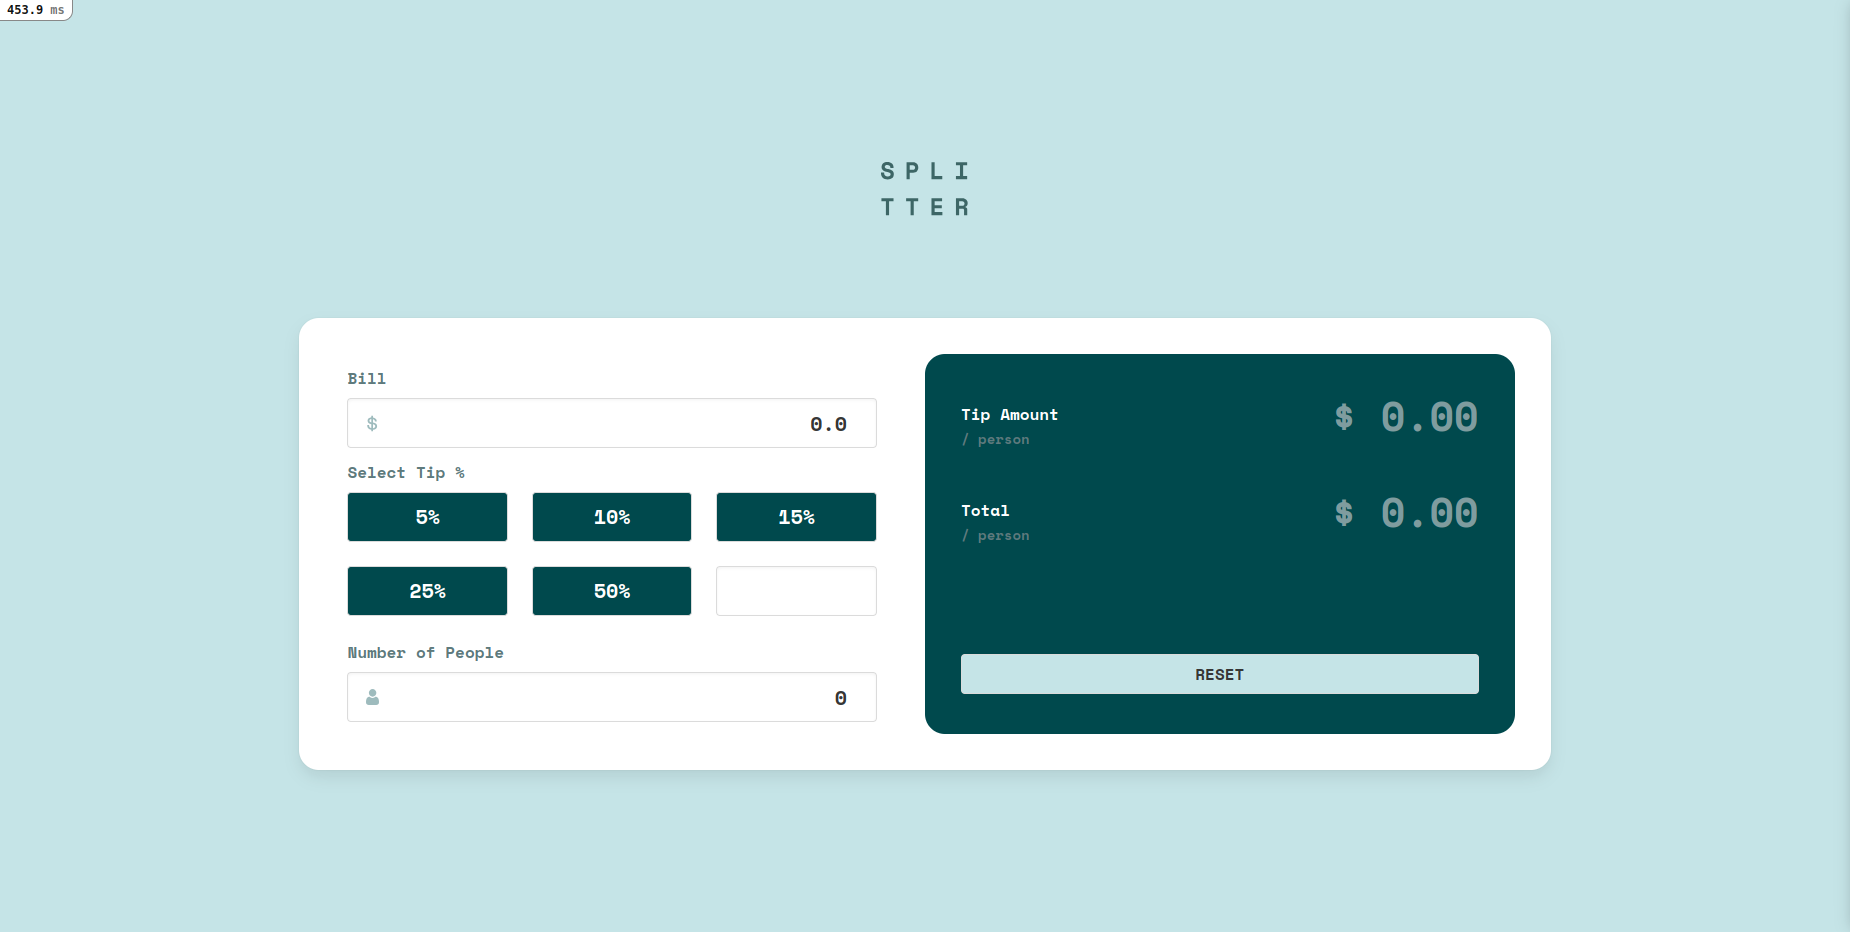 453.9 ms
S P L I
T T E R
Bill
$
0.0
Select Tip %
5%
10%
15%
25%
50%
Number of People
0
Tip Amount
/ person
$ 0.00
Total
/ person
$ 0.00
RESET